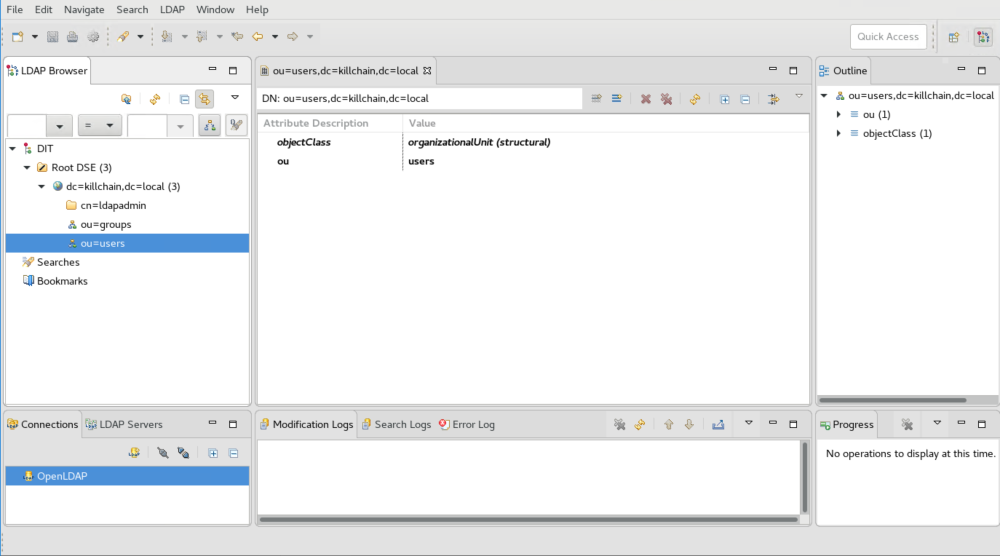 File Edit Navigate Search LDAP Window Help
Quick Access
LDAP Browser
=
DIT
Root DSE (3)
dc=killchain,dc=local (3)
cn=ldapadmin
ou=groups
ou=users
Searches
Bookmarks
ou=users,dc=killchain,dc=local
DN: ou=users,dc=killchain,dc=local
Attribute Description Value
objectClass organizationalUnit (structural)
ou users
Outline
ou=users,dc=killchain,dc=local
ou (1)
objectClass (1)
Connections LDAP Servers
OpenLDAP
Modification Logs Search Logs Error Log
Progress
No operations to display at this time.